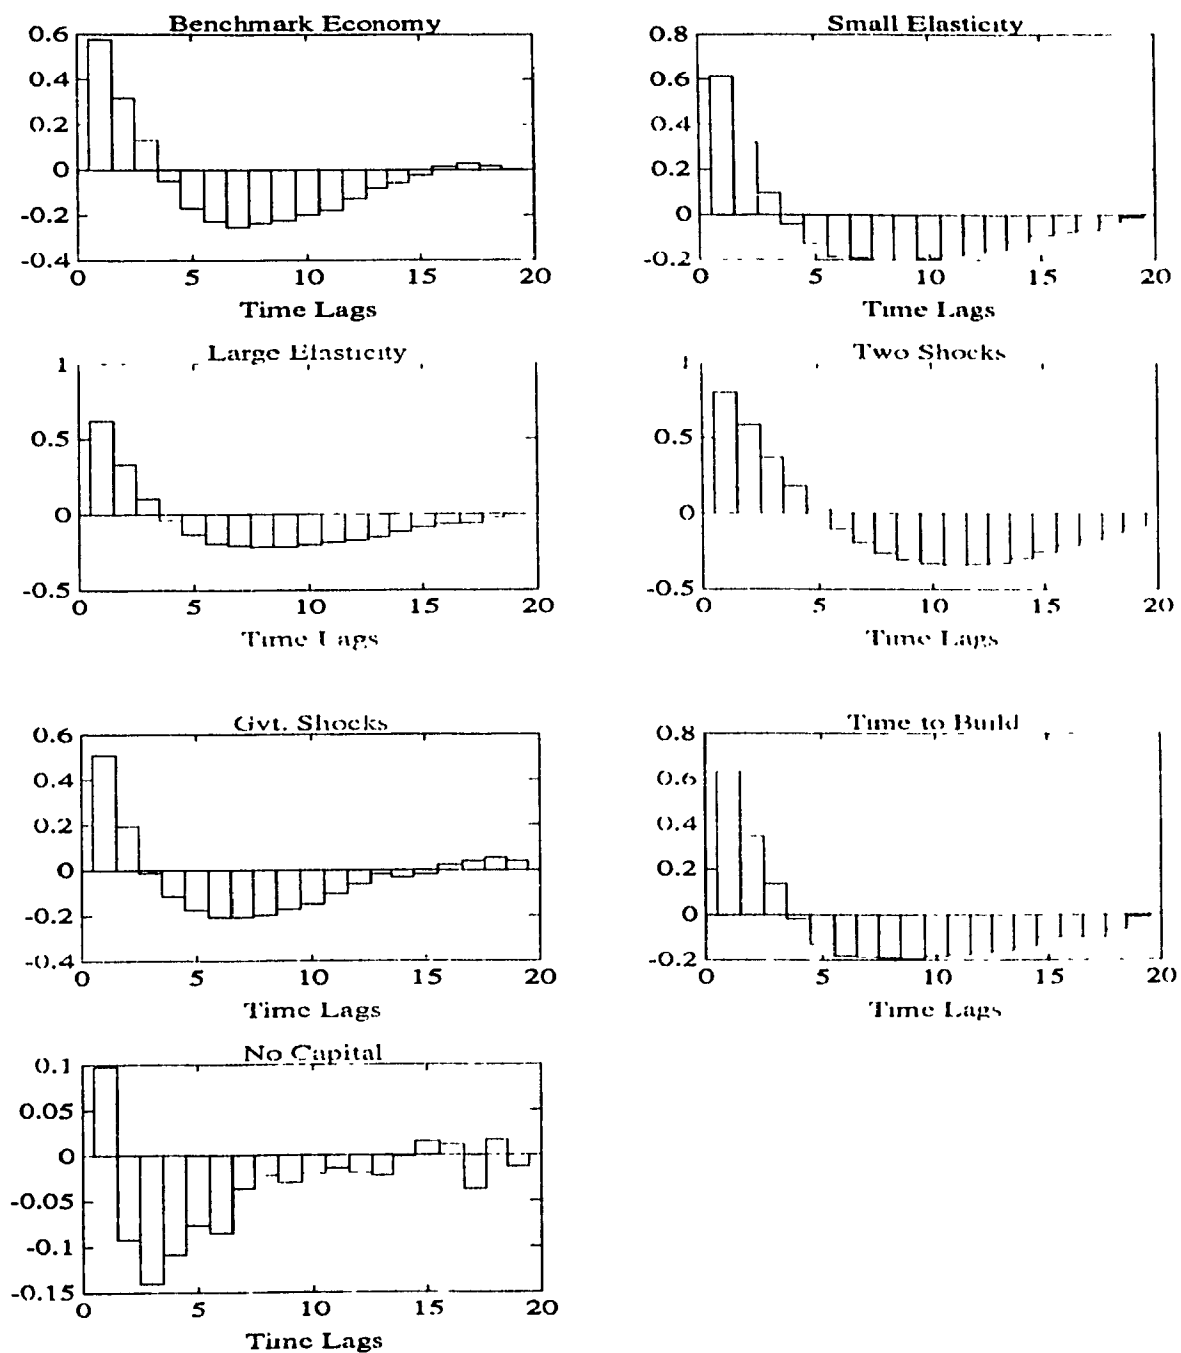 Benchmark Economy
0.6
0.4
0.2
0
-0.2
-0.4
0 5 10 15 20
Time Lags
Small Elasticity
0.8
0.6
0.4
0.2
0
-0.2
0 5 10 15 20
Time Lags
Large Elasticity
1
0.5
0
-0.5
0 5 10 15 20
Time Lags
Two Shocks
1
0.5
0
-0.5
0 5 10 15 20
Time Lags
Gvt. Shocks
0.6
0.4
0.2
0
-0.2
-0.4
0 5 10 15 20
Time Lags
Time to Build
0.8
0.6
0.4
0.2
0
-0.2
0 5 10 15 20
Time Lags
No Capital
0.1
0.05
0
-0.05
-0.1
-0.15
0 5 10 15 20
Time Lags